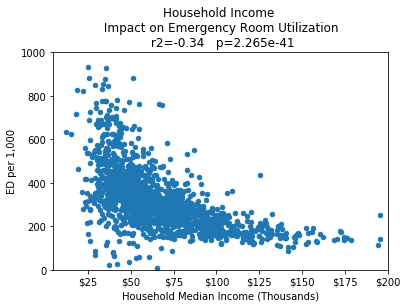 Household Income
Impact on Emergency Room Utilization
r2=-0.34 p=2.265e-41
1000
800
600
400
200
0
ED per 1,000
$25 $50 $75 $100 $125 $150 $175 $200
Household Median Income (Thousands)